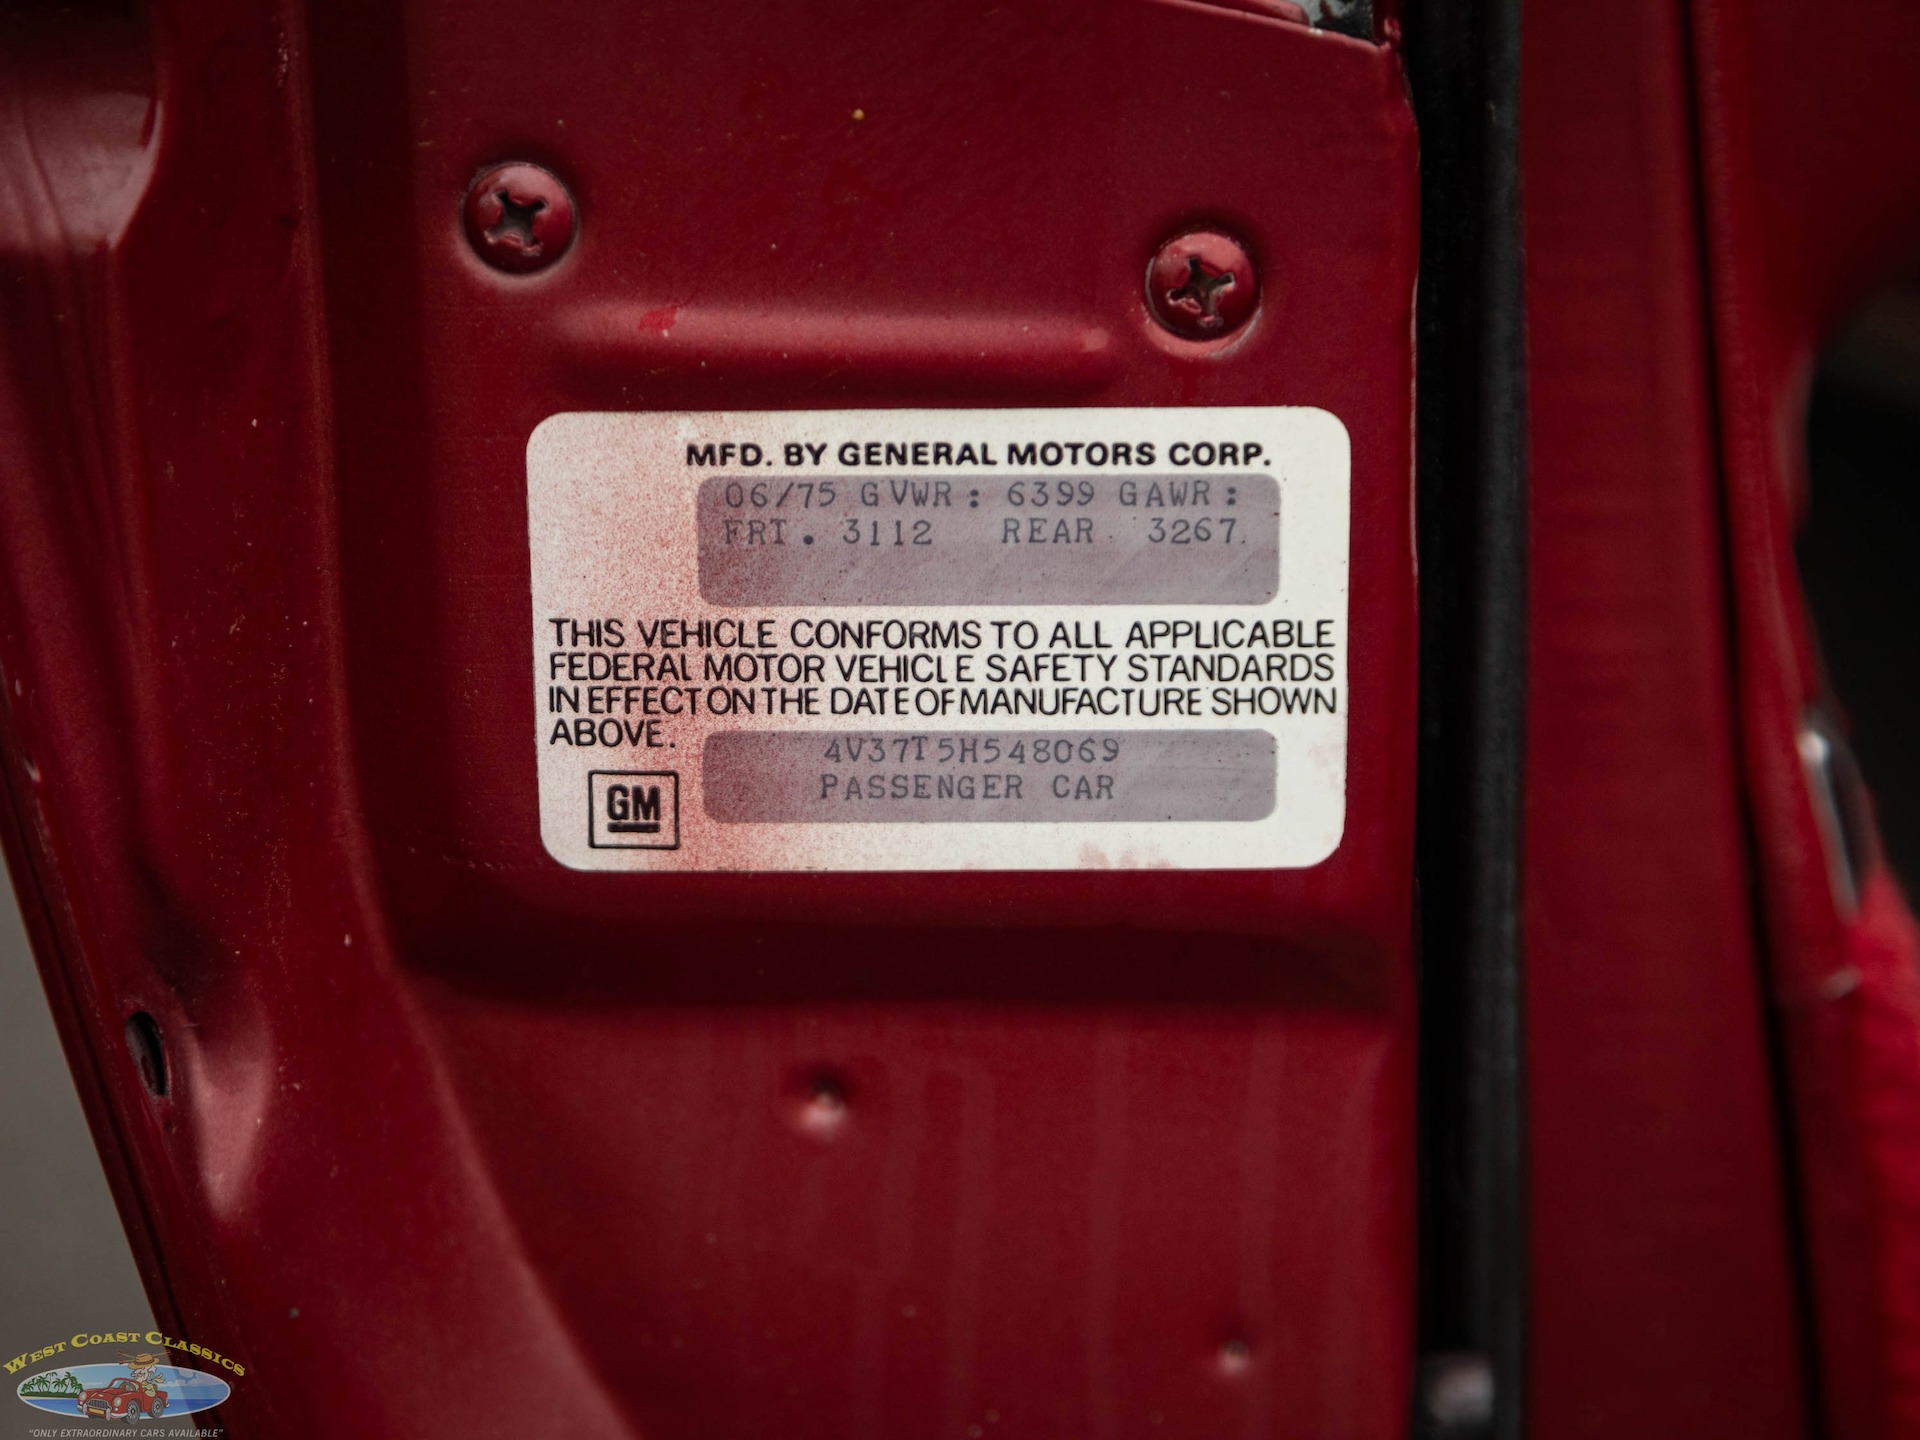 MFD. BY GENERAL MOTORS CORP.
06/75 GVWR: 6399 GAWR:
FRT. 3112 REAR 3267
THIS VEHICLE CONFORMS TO ALL APPLICABLE
FEDERAL MOTOR VEHICLE SAFETY STANDARDS
IN EFFECT ON THE DATE OF MANUFACTURE SHOWN
ABOVE.
4V37T5H548069
PASSENGER CAR
GM
WEST COAST CLASSICS
"ONLY EXTRAORDINARY CARS AVAILABLE"